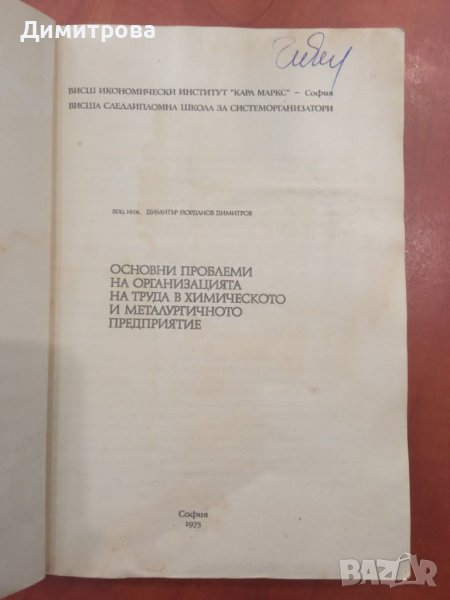 Димитрова
ВИСШ ИКОНОМИЧЕСКИ ИНСТИТУТ "КАРЛ МАРКС" – София
ВИСША СЛЕДДИПЛОМНА ШКОЛА ЗА СИСТЕМОРГАНИЗАТОРИ
ДОЦ. ИНЖ. ДИМИТЪР ЙОРДАНОВ ДИМИТРОВ
ОСНОВНИ ПРОБЛЕМИ
НА ОРГАНИЗАЦИЯТА
НА ТРУДА В ХИМИЧЕСКОТО
И МЕТАЛУРГИЧНОТО
ПРЕДПРИЯТИЕ
София
1975
BAZAR